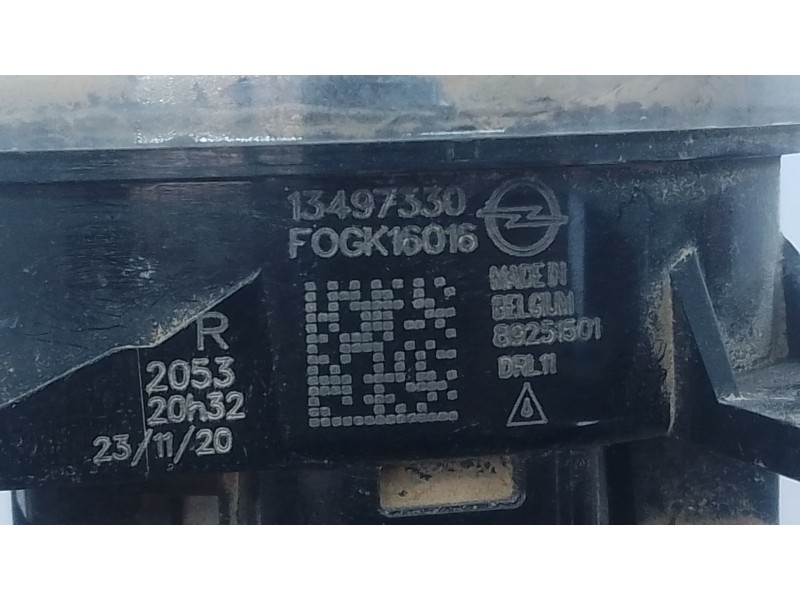 13497330
FOGK16016
MADE IN
BELGIUM
89251501
DRL11
R
2053
20h32
23/11/20